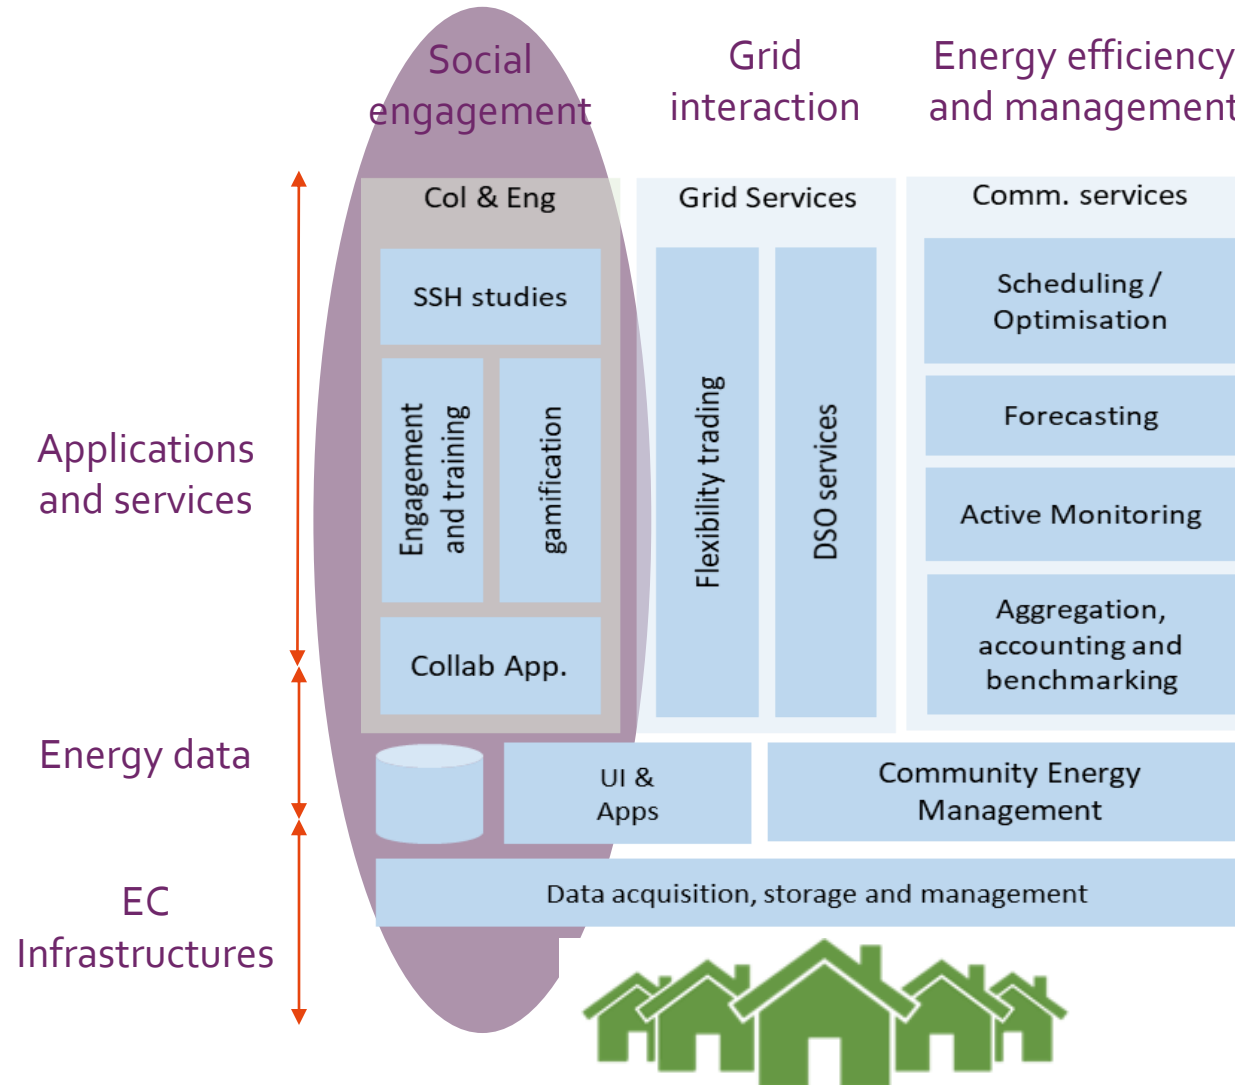 Social
engagement
Grid
interaction
Energy efficiency
and management
Col & Eng
Grid Services
Comm. services
SSH studies
Engagement
and training
gamification
Collab App.
Flexibility trading
DSO services
Scheduling /
Optimisation
Forecasting
Active Monitoring
Aggregation,
accounting and
benchmarking
Applications
and services
Energy data
UI &
Apps
Community Energy
Management
EC
Infrastructures
Data acquisition, storage and management